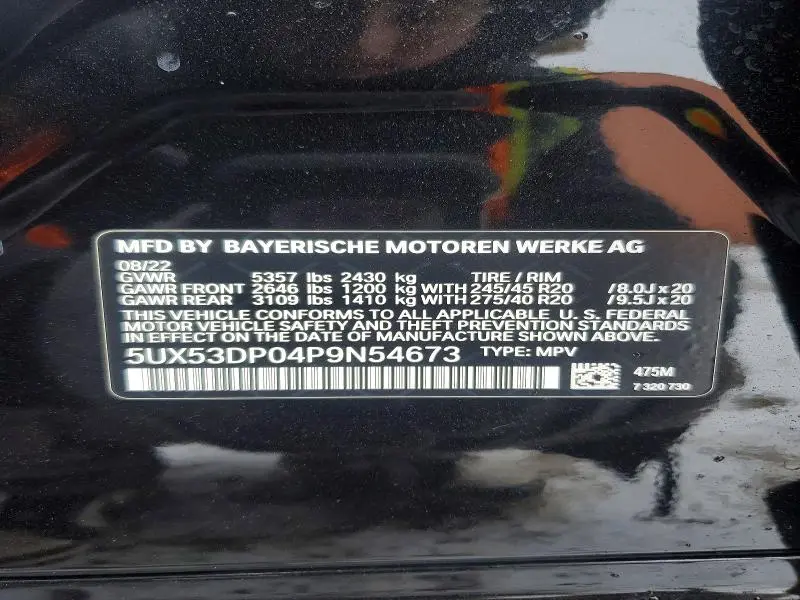 MFD BY BAYERISCHE MOTOREN WERKE AG
08/22
GVWR 5357 lbs 2430 kg TIRE / RIM
GAWR FRONT 2646 lbs 1200 kg WITH 245/45 R20 /8.0J x 20
GAWR REAR 3109 lbs 1410 kg WITH 275/40 R20 /9.5J x 20
THIS VEHICLE CONFORMS TO ALL APPLICABLE U. S. FEDERAL
MOTOR VEHICLE SAFETY AND BUMPER STANDARDS
IN EFFECT ON THE DATE OF MANUFACTURE SHOWN ABOVE.
5UX53DP04P9N54673 TYPE: MPV
475M
7 320 730